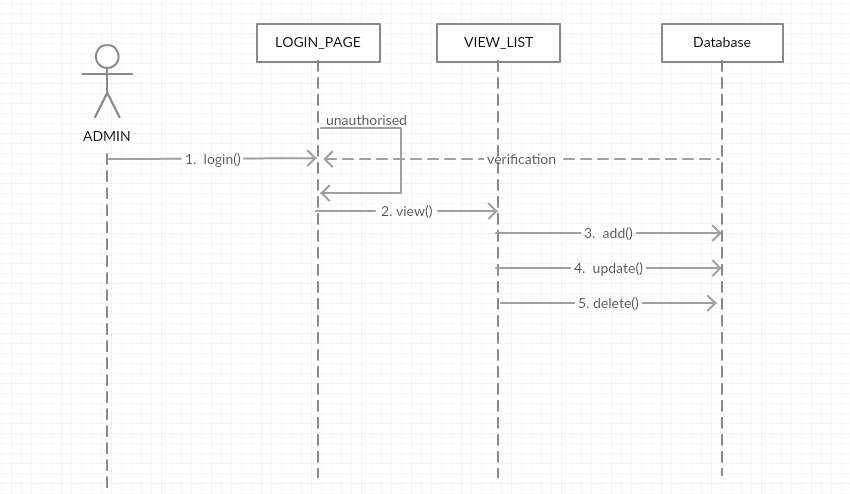 LOGIN_PAGE
VIEW_LIST
Database
ADMIN
unauthorised
1. login()
verification
2. view()
3. add()
4. update()
5. delete()